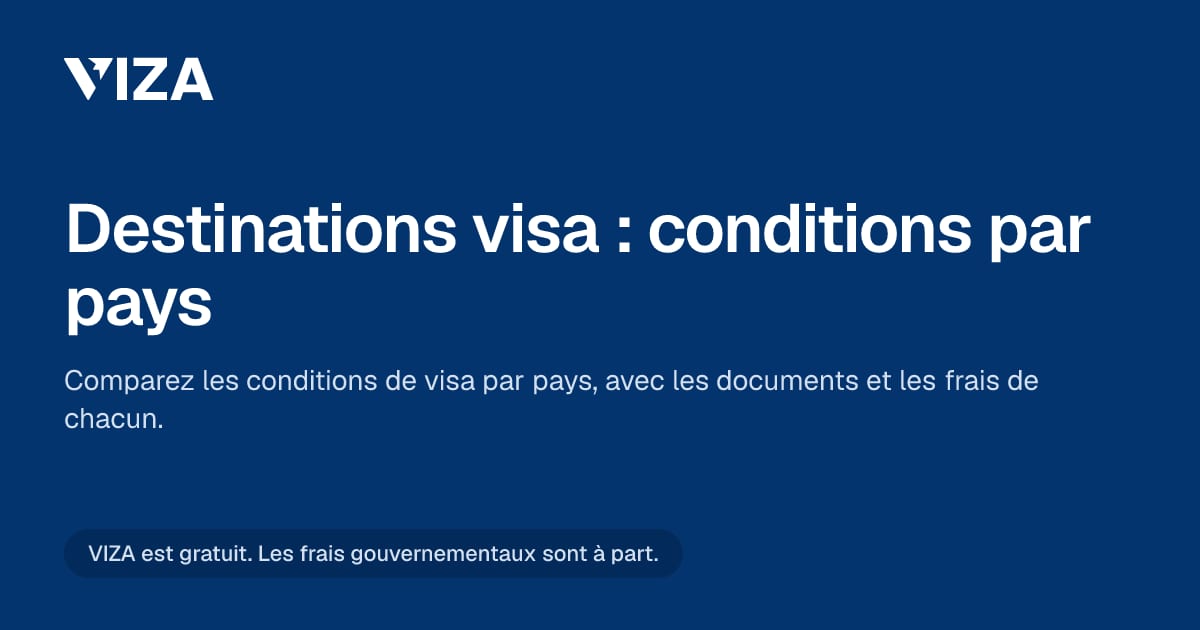 VIZA
Destinations visa : conditions par
pays
Comparez les conditions de visa par pays, avec les documents et les frais de
chacun.
VIZA est gratuit. Les frais gouvernementaux sont à part.